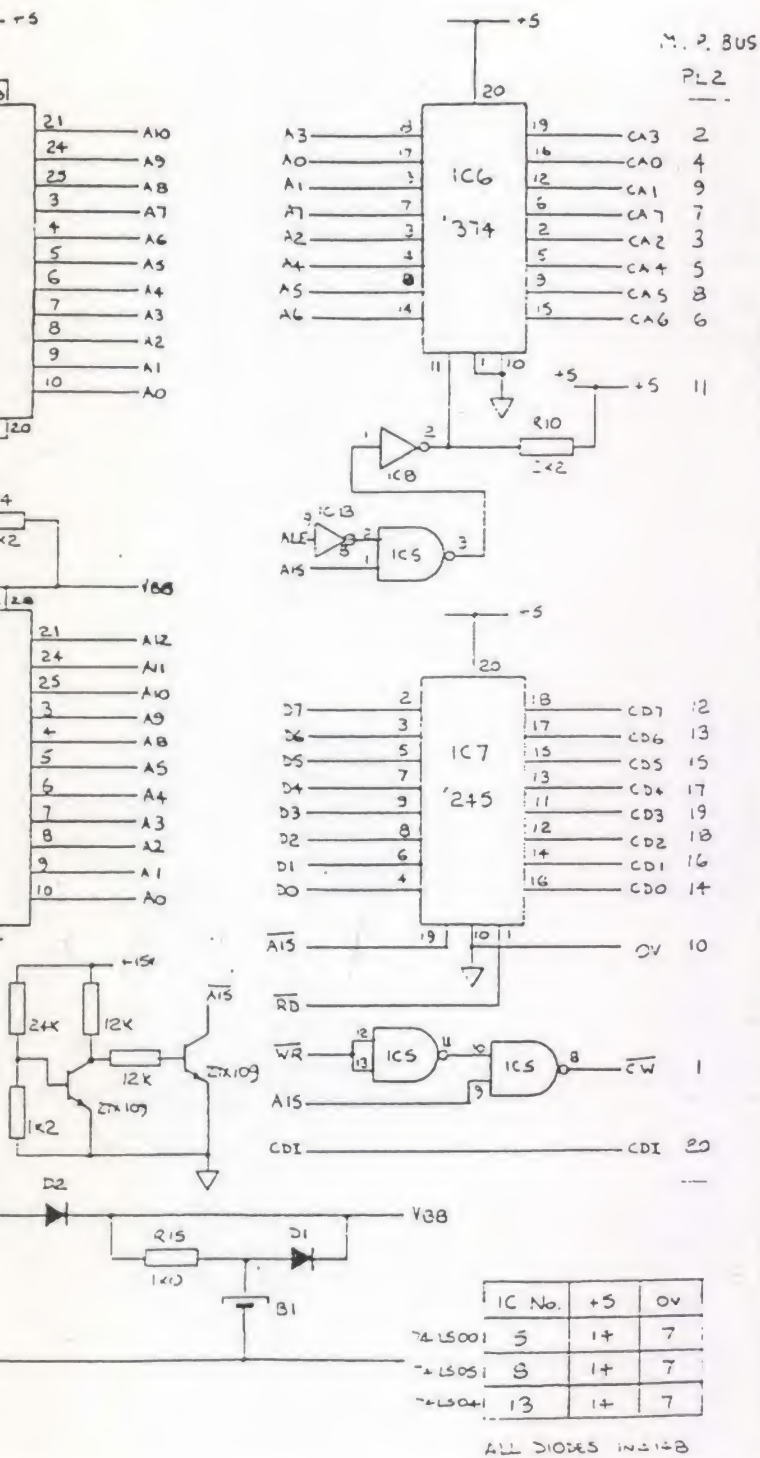 +5
+5
M. P. BUS
PL2
20
21 A10
24 A9
25 A8
3 A7
4 A6
5 A5
6 A4
7 A3
8 A2
9 A1
10 A0
20
A3 18 19 CA3 2
A0 17 16 CA0 4
A1 3 12 CA1 9
A7 7 6 CA7 7
A2 3 2 CA2 3
A4 4 5 CA4 5
A5 8 9 CA5 8
A6 14 15 CA6 6
IC6
'374
11 1 10
+5 +5 11
R10
1 2
IC8
ALE IC13 2
A15 1 IC5 3
4
K2
VBB
28
21 A12
24 A11
25 A10
3 A9
4 A8
5 A5
6 A4
7 A3
8 A2
9 A1
10 A0
+5
20
D7 2 18 CD7 12
D6 3 17 CD6 13
D5 5 15 CD5 15
D4 7 13 CD4 17
D3 9 11 CD3 19
D2 8 12 CD2 18
D1 6 14 CD1 16
D0 4 16 CD0 14
IC7
'245
A15 19 10 1 0V 10
RD
WR 12 13 IC5 11 10 9 IC5 8 CW 1
A15
CDI CDI 20
+15V
A15
24K 12K
12K
ZTX109
ZTX109
1K2
D2
VBB
R15
1K0
D1
B1
IC No. +5 0V
74LS00 5 14 7
74LS05 8 14 7
74LS04 13 14 7
ALL DIODES IN4148